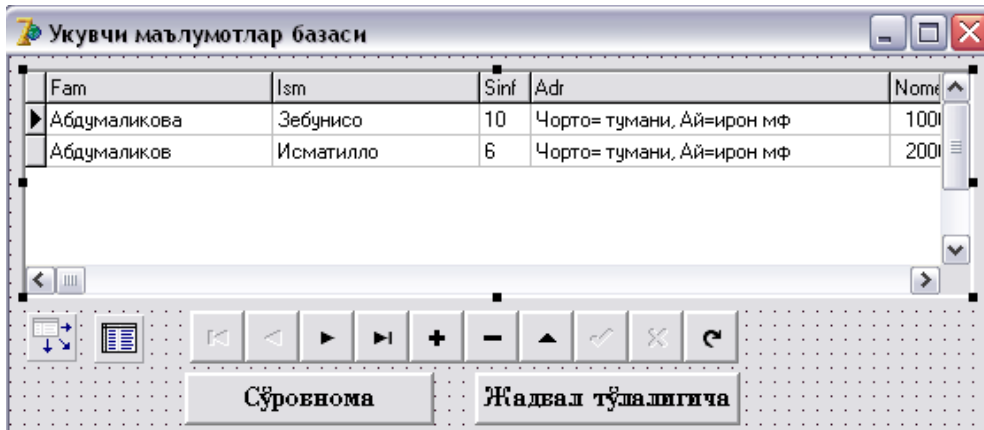 Укувчи маълумотлар базаси
Fam Ism Sinf Adr
Абдумаликова Зебунисо 10 Чорто= тумани, Ай=ирон мф
Абдумаликов Исматилло 6 Чорто= тумани, Ай=ирон мф
Сўровнома Жадвал тўлалигича